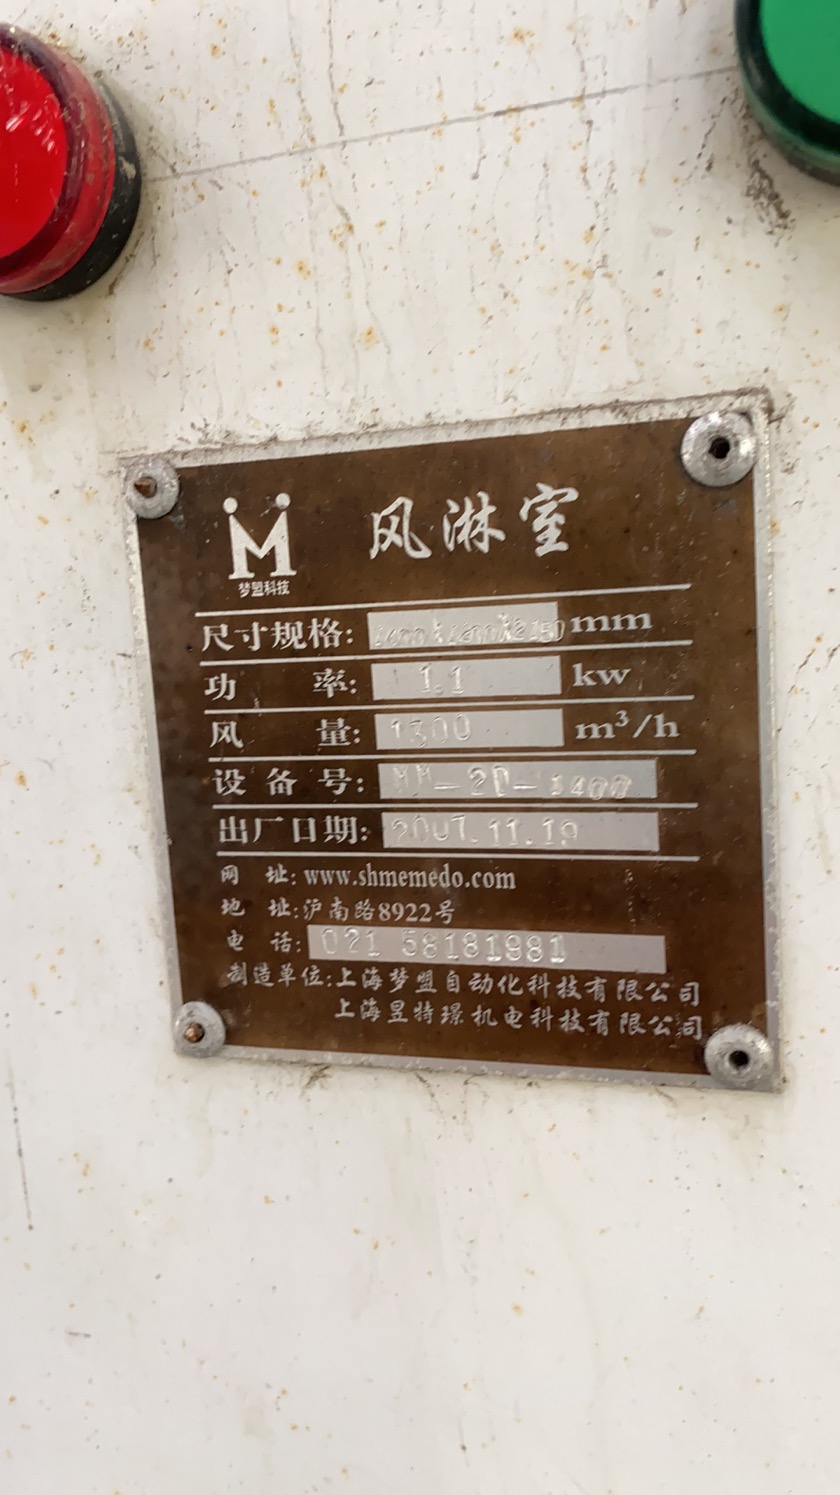 风淋室
梦盟科技
尺寸规格: mm
功 率: 1.1 kw
风 量: 1300 m³/h
设备号: MM-20-1400
出厂日期: 2007.11.19
网 址: www.shmemedo.com
地 址:沪南路8922号
电 话: 021 58181981
制造单位:上海梦盟自动化科技有限公司
上海昱特璟机电科技有限公司